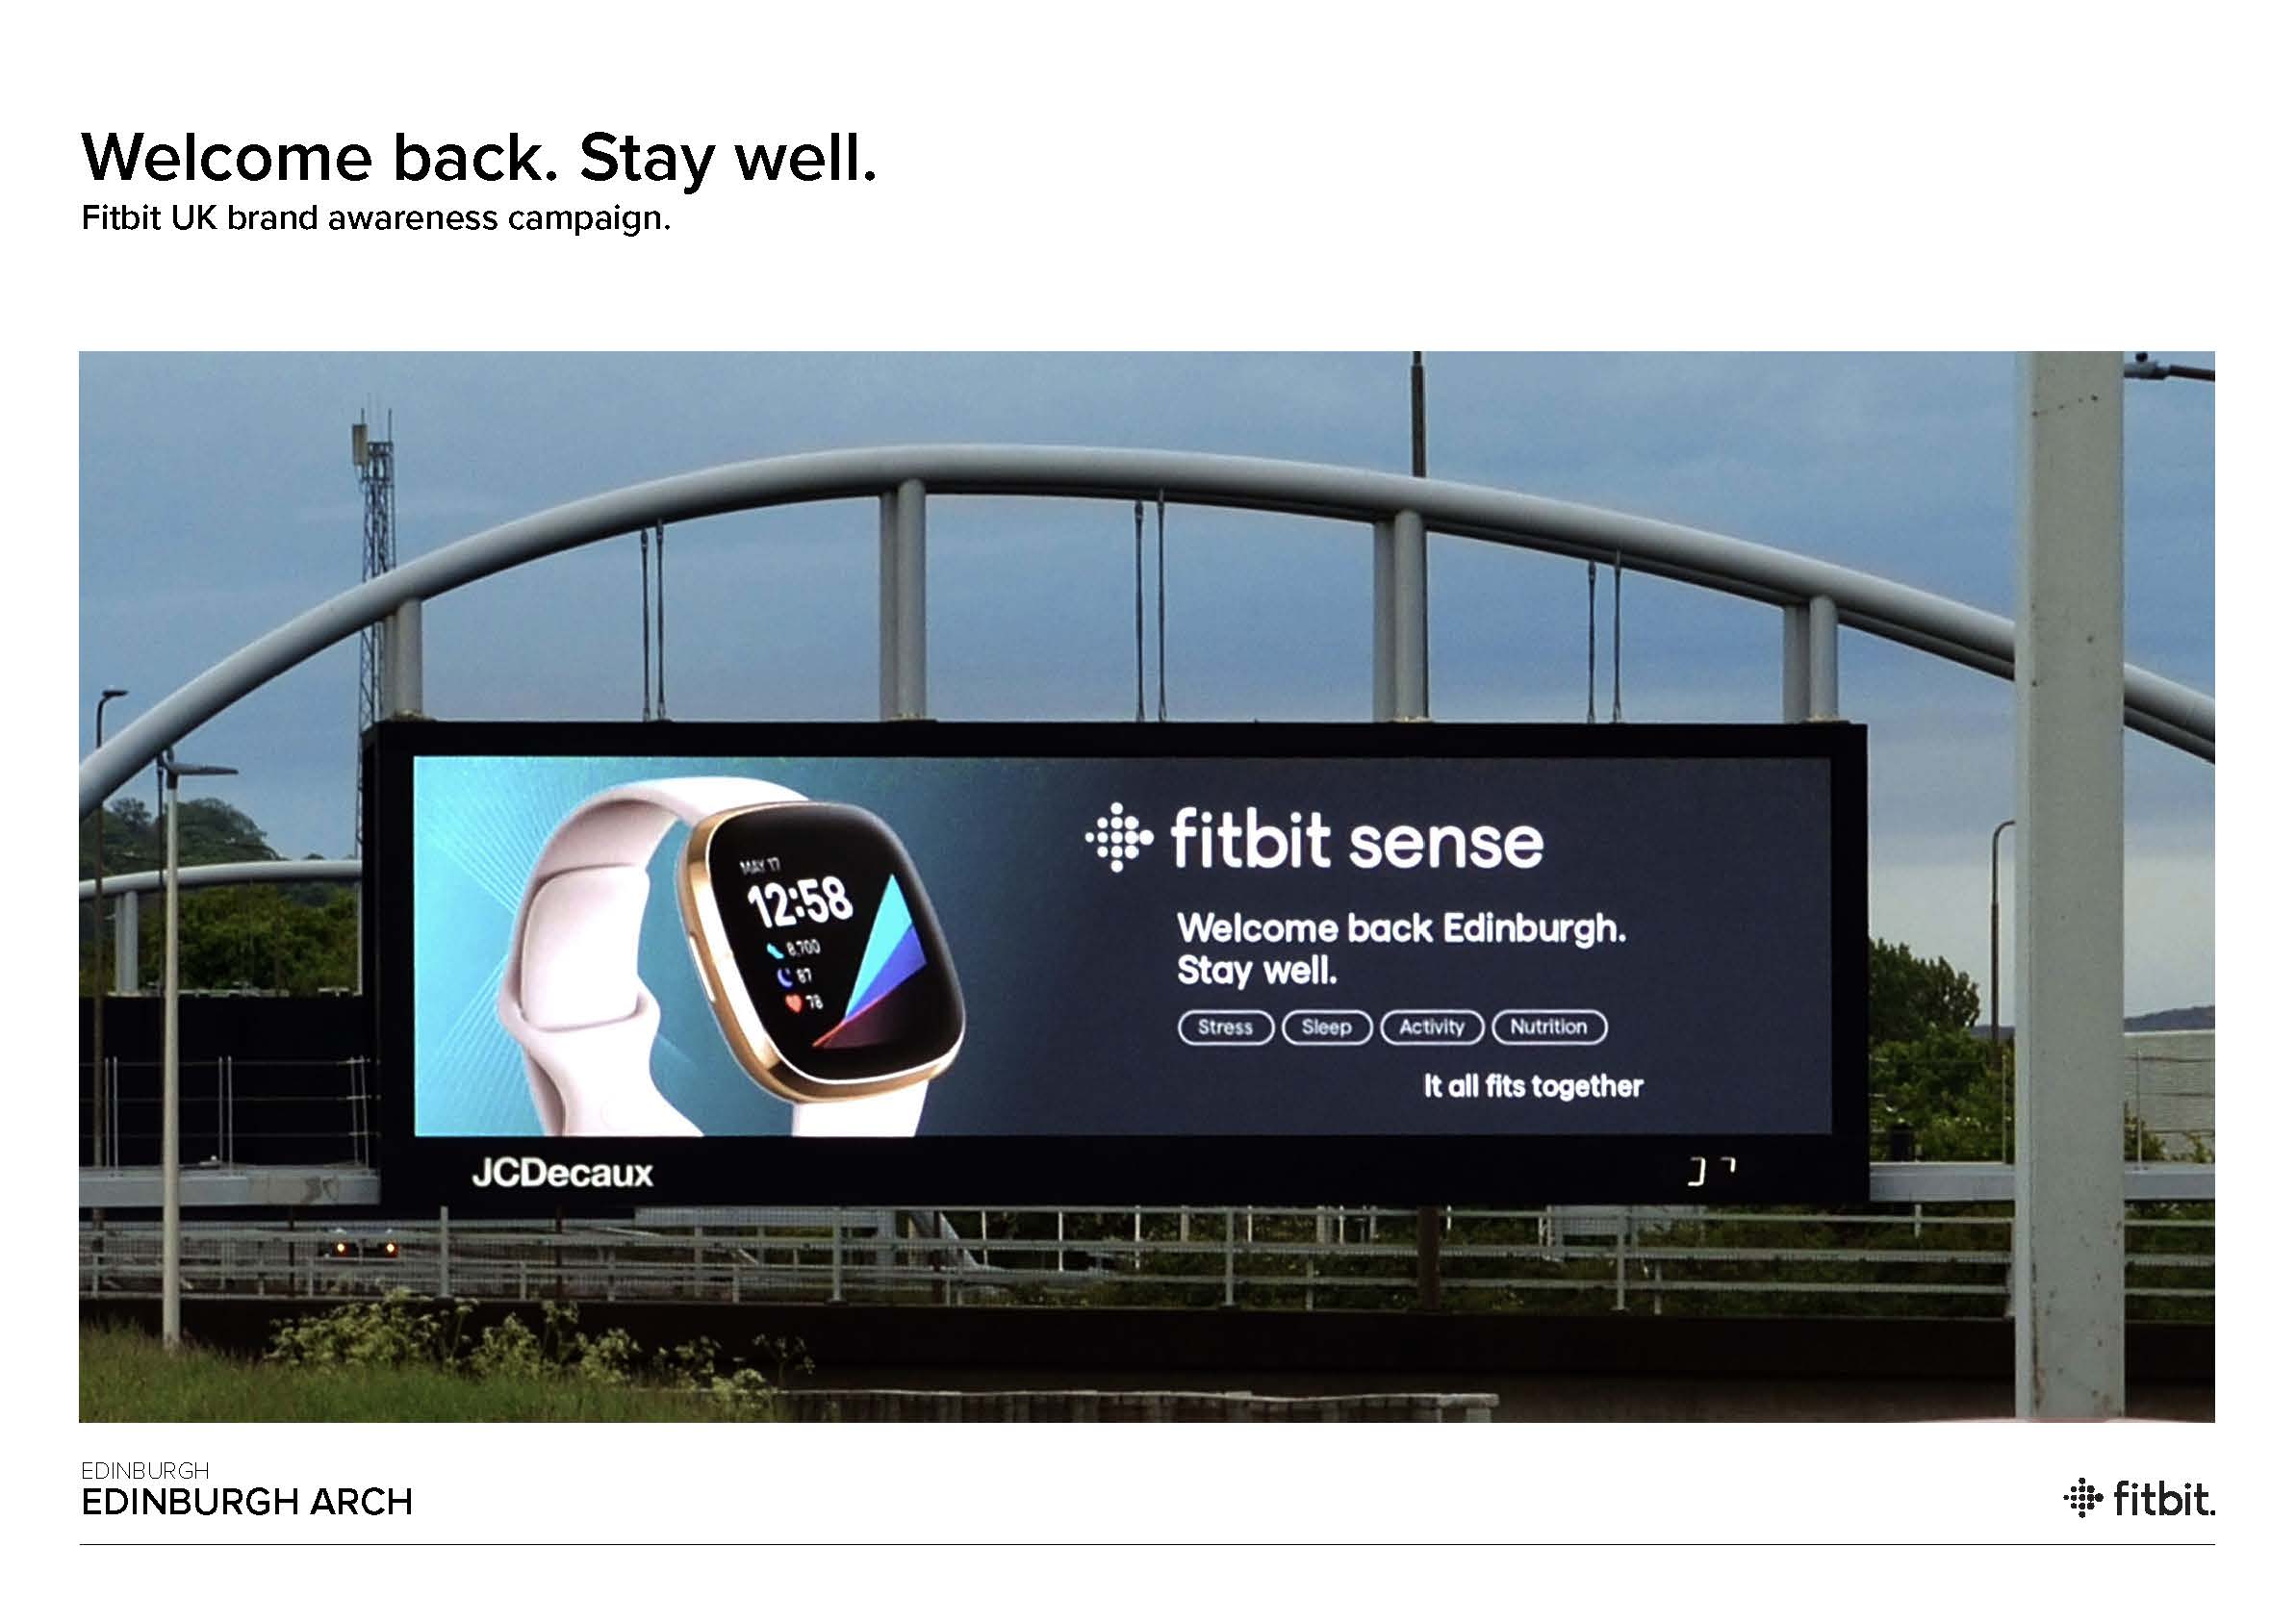 Welcome back. Stay well.
Fitbit UK brand awareness campaign.
fitbit sense
MAY 17
12:58
8,700
87
78
Welcome back Edinburgh.
Stay well.
Stress Sleep Activity Nutrition
It all fits together
JCDecaux
EDINBURGH
EDINBURGH ARCH
fitbit.